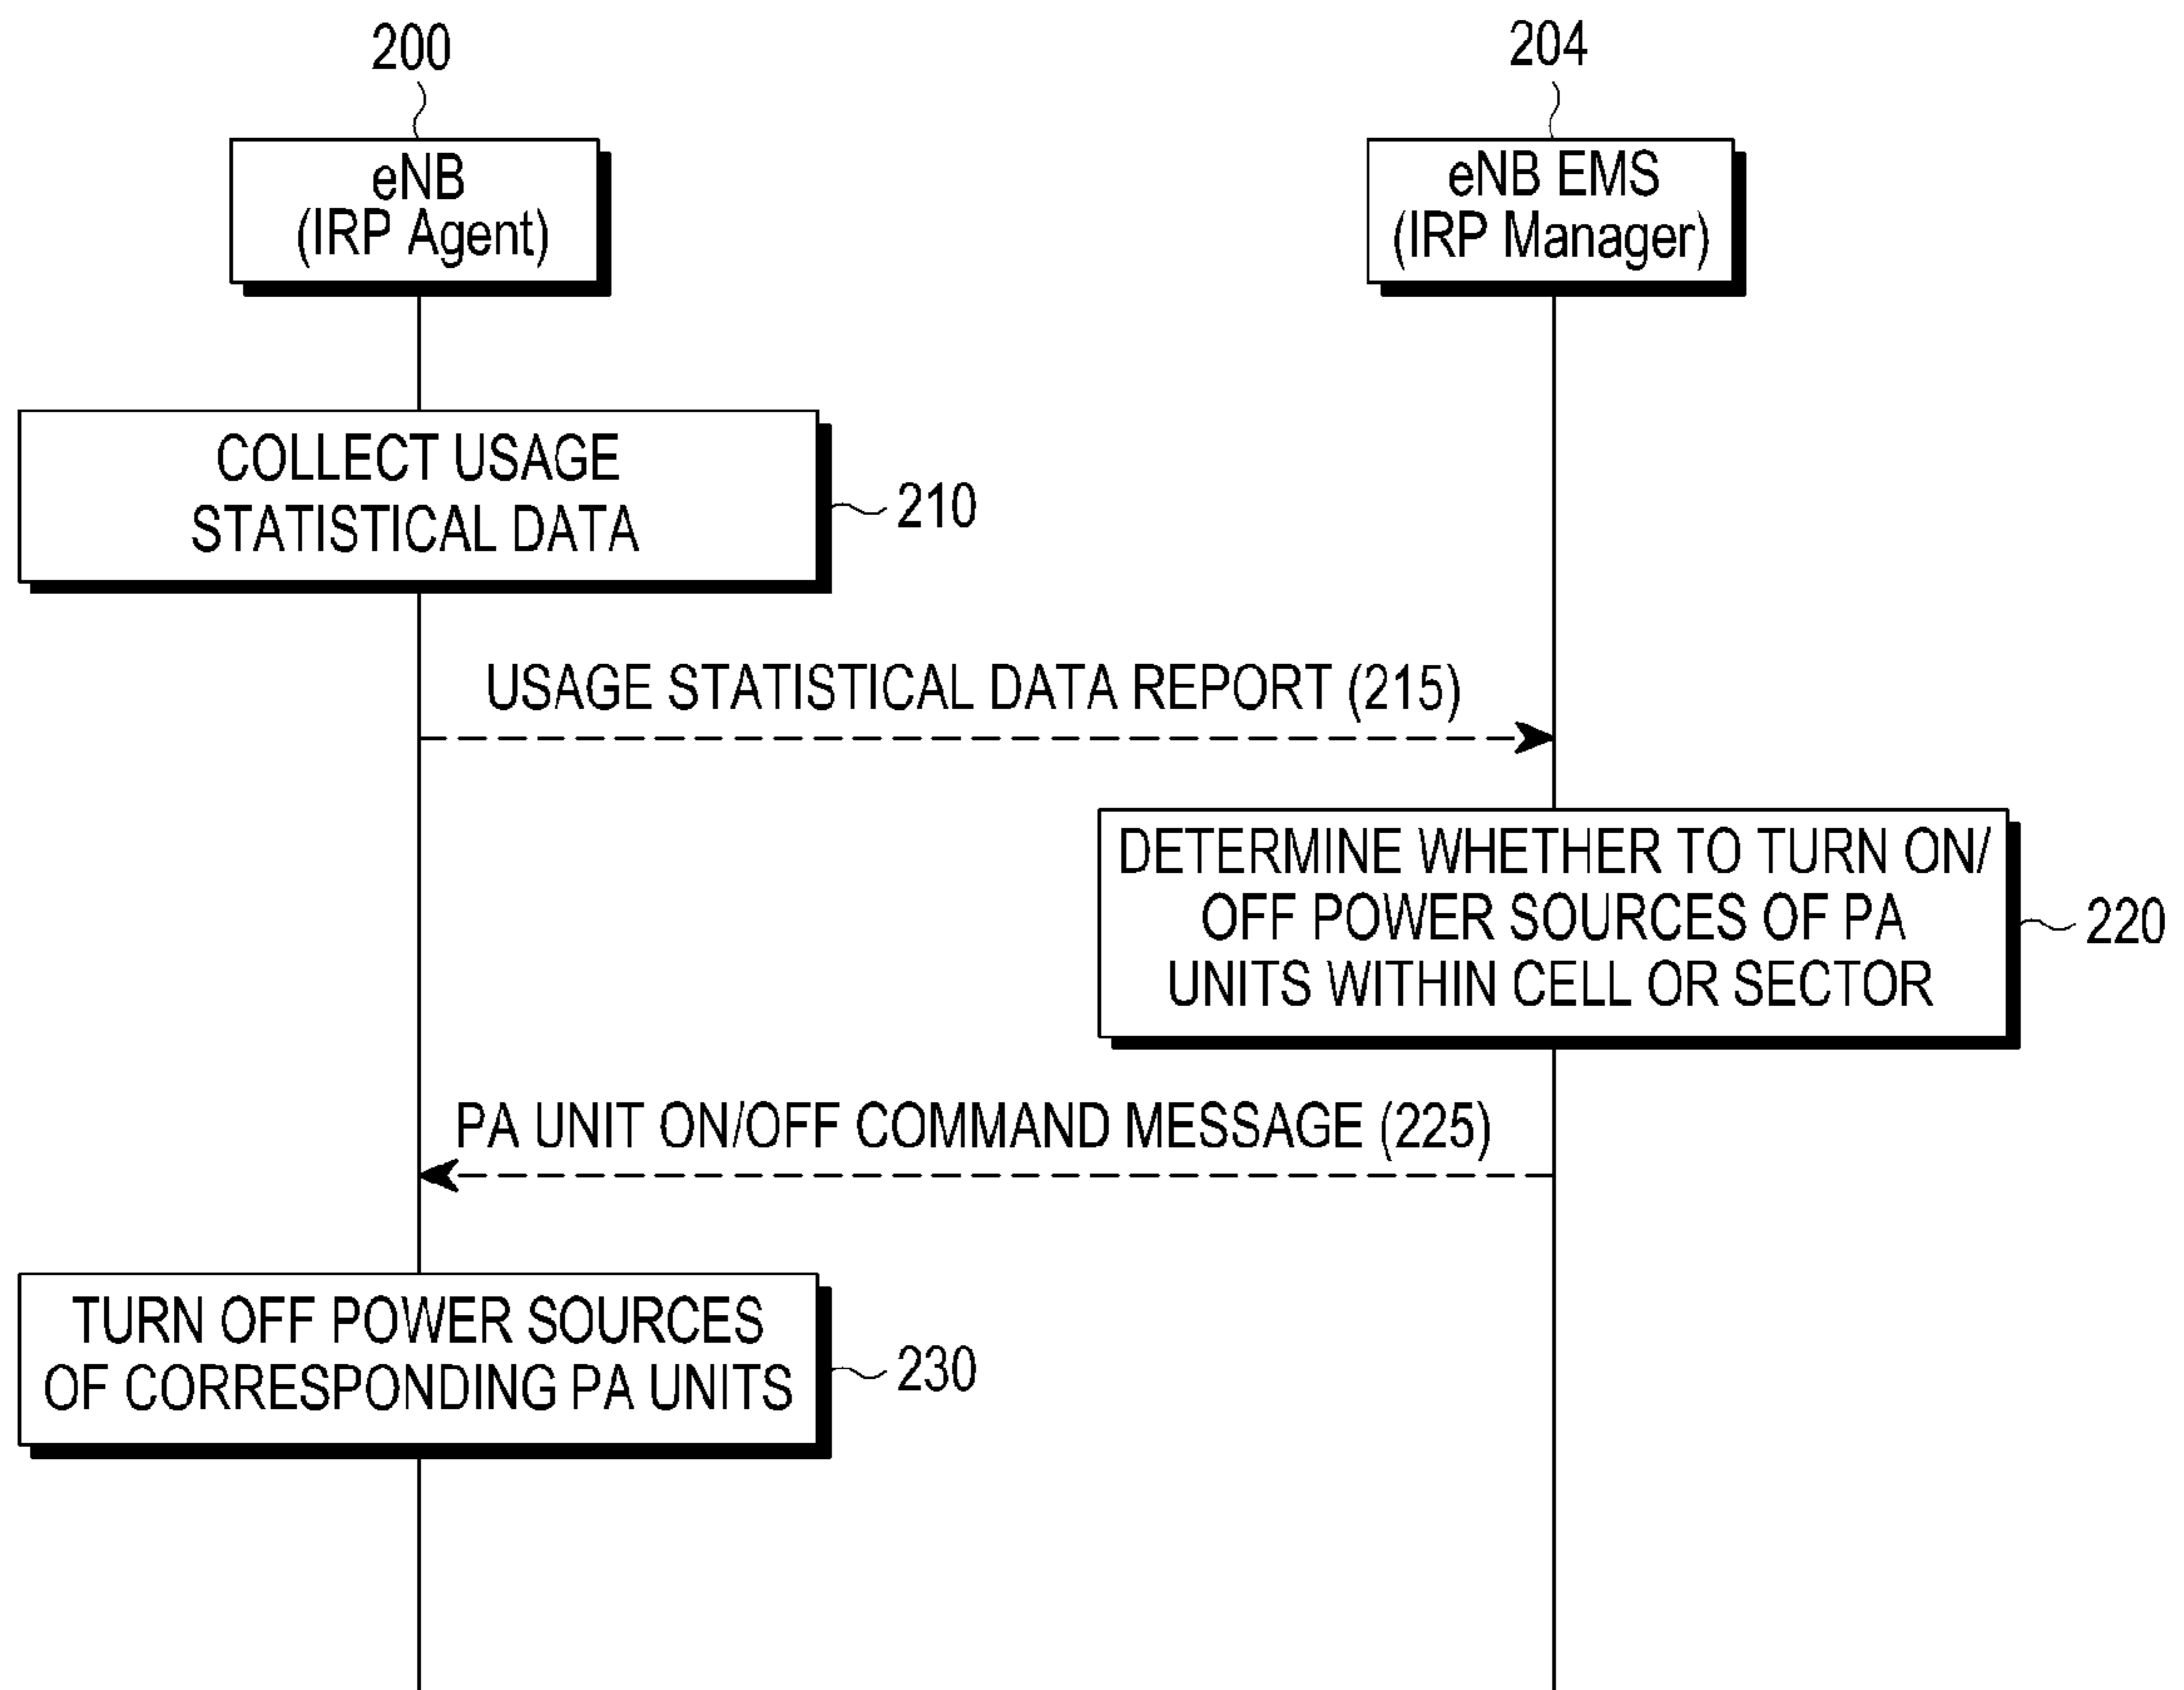 200
204
eNB
(IRP Agent)
eNB EMS
(IRP Manager)
COLLECT USAGE
STATISTICAL DATA
210
USAGE STATISTICAL DATA REPORT (215)
DETERMINE WHETHER TO TURN ON/
OFF POWER SOURCES OF PA
UNITS WITHIN CELL OR SECTOR
220
PA UNIT ON/OFF COMMAND MESSAGE (225)
TURN OFF POWER SOURCES
OF CORRESPONDING PA UNITS
230